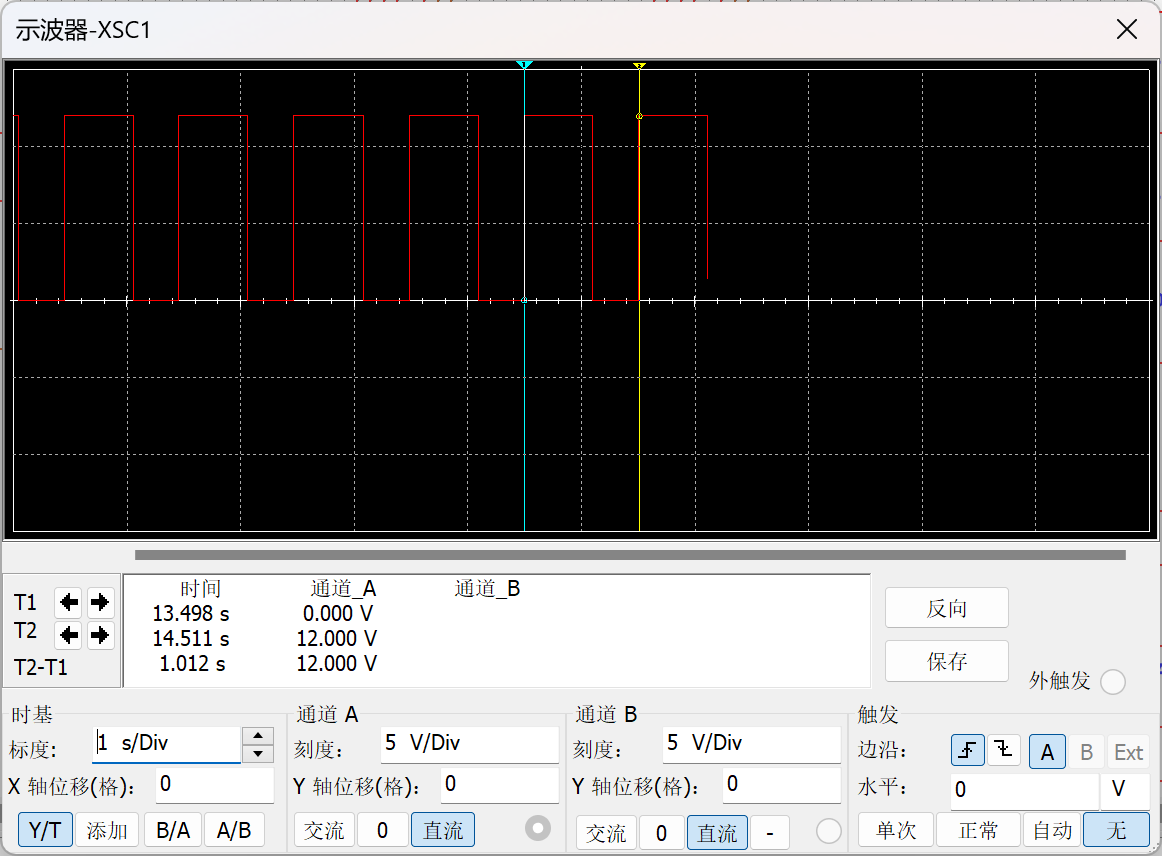 示波器-XSC1
1
2
时间 通道_A 通道_B
T1 13.498 s 0.000 V
T2 14.511 s 12.000 V
T2-T1 1.012 s 12.000 V
反向
保存
外触发
时基
标度: 1 s/Div
X 轴位移(格): 0
Y/T 添加 B/A A/B
通道 A
刻度: 5 V/Div
Y 轴位移(格): 0
交流 0 直流
通道 B
刻度: 5 V/Div
Y 轴位移(格): 0
交流 0 直流 -
触发
边沿: A B Ext
水平: 0 V
单次 正常 自动 无